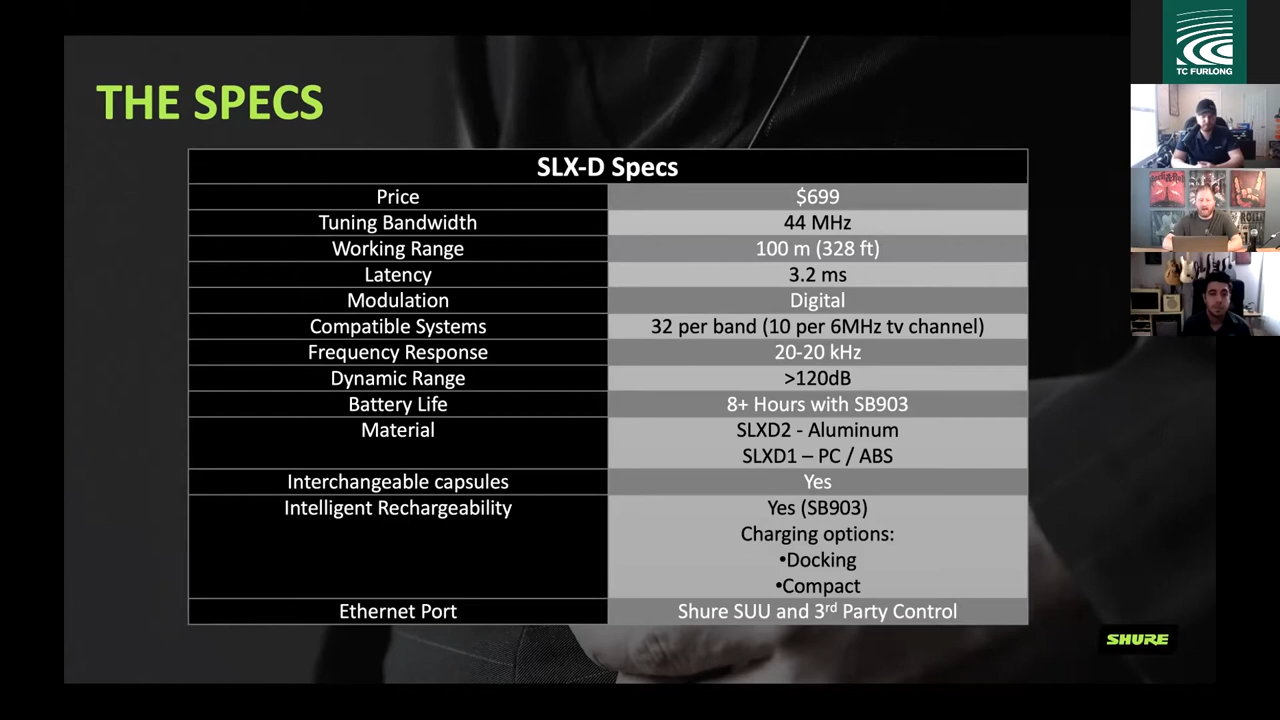 THE SPECS
SLX-D Specs
Price $699
Tuning Bandwidth 44 MHz
Working Range 100 m (328 ft)
Latency 3.2 ms
Modulation Digital
Compatible Systems 32 per band (10 per 6MHz tv channel)
Frequency Response 20-20 kHz
Dynamic Range >120dB
Battery Life 8+ Hours with SB903
Material SLXD2 - Aluminum
SLXD1 – PC / ABS
Interchangeable capsules Yes
Intelligent Rechargeability Yes (SB903)
Charging options:
•Docking
•Compact
Ethernet Port Shure SUU and 3rd Party Control
SHURE
TC FURLONG